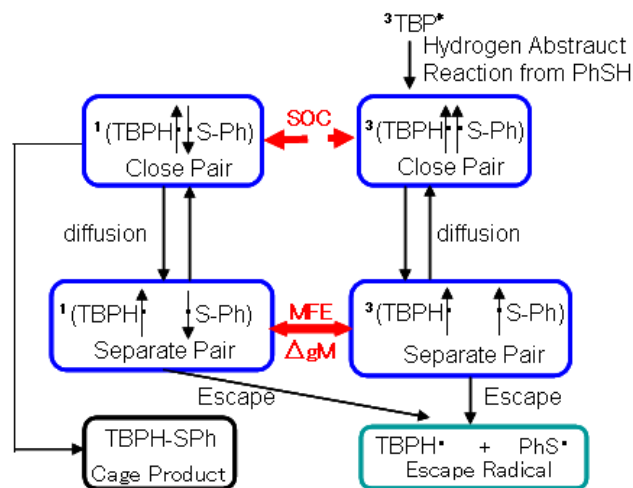 ³TBP*
Hydrogen Abstrauct
Reaction from PhSH
¹(TBPH· ·S-Ph)
Close Pair
SOC
³(TBPH· ·S-Ph)
Close Pair
diffusion
diffusion
¹(TBPH· ·S-Ph)
Separate Pair
MFE
ΔgM
³(TBPH· ·S-Ph)
Separate Pair
Escape
Escape
TBPH-SPh
Cage Product
TBPH· + PhS·
Escape Radical